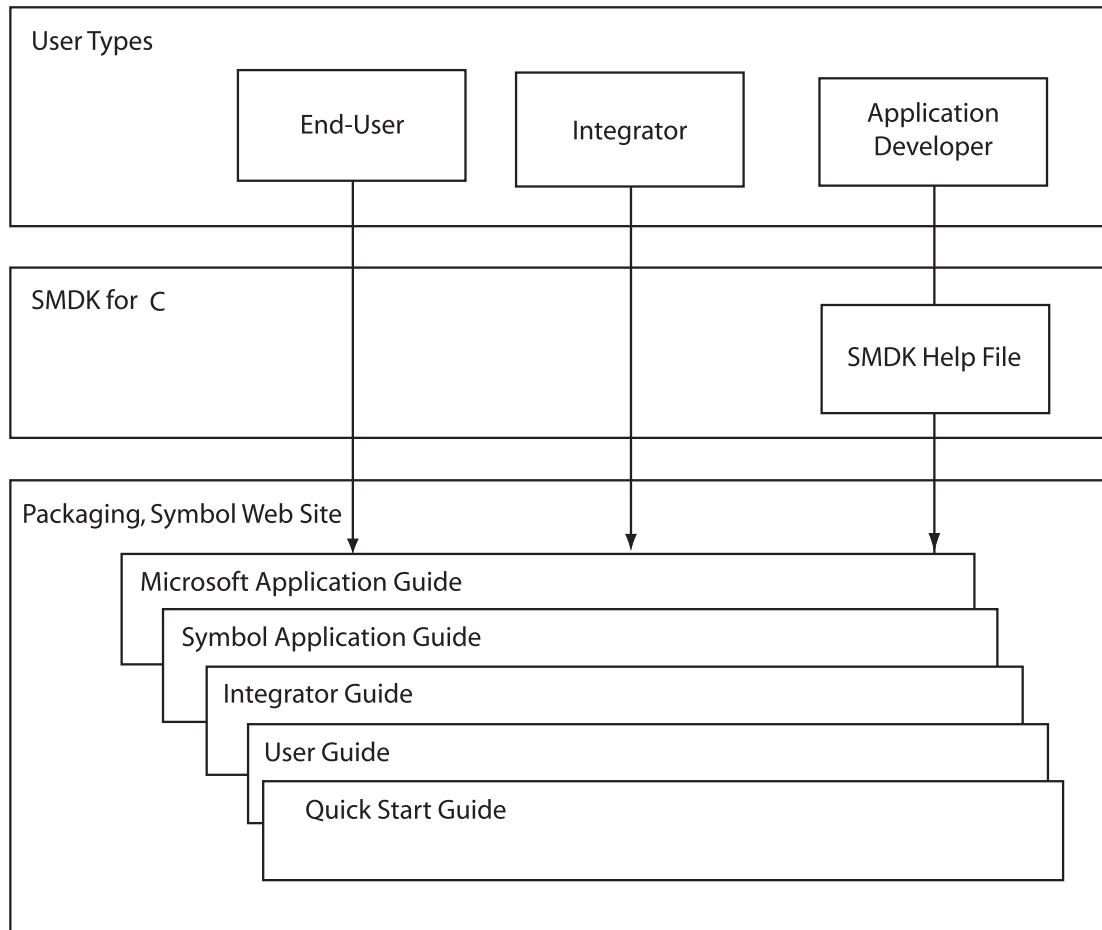 User Types
End-User
Integrator
Application
Developer
SMDK for C
SMDK Help File
Packaging, Symbol Web Site
Microsoft Application Guide
Symbol Application Guide
Integrator Guide
User Guide
Quick Start Guide